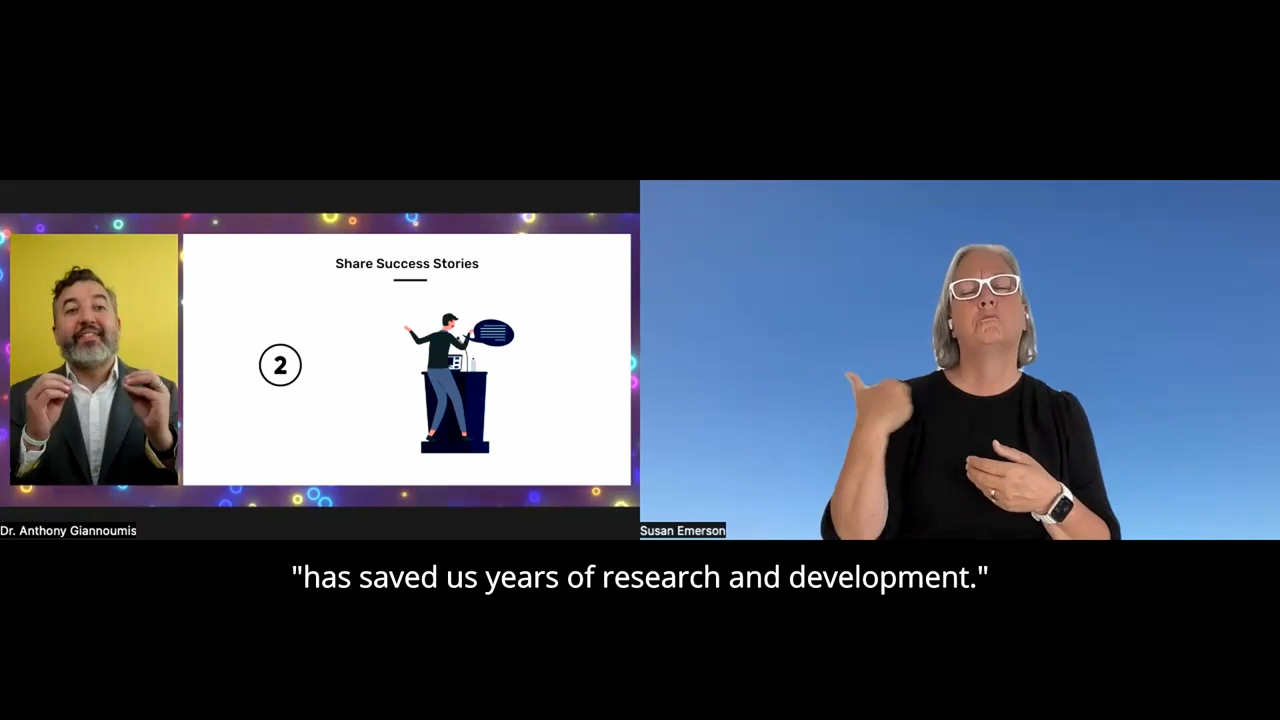 Share Success Stories
2
Dr. Anthony Giannoumis
Susan Emerson
"has saved us years of research and development."